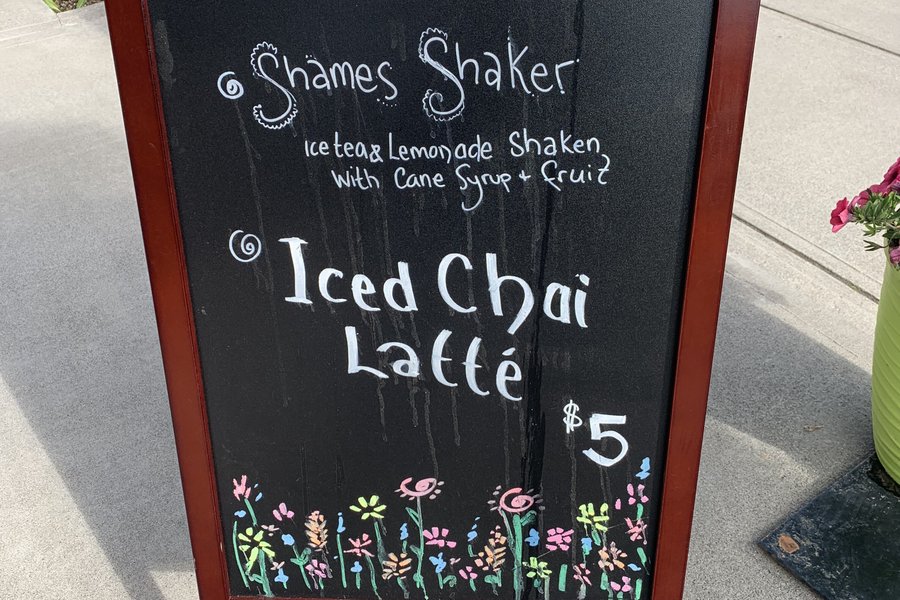 Shames Shaker
Ice tea & Lemonade Shaken
With Cane Syrup + fruit
Iced Chai
Latté
$5